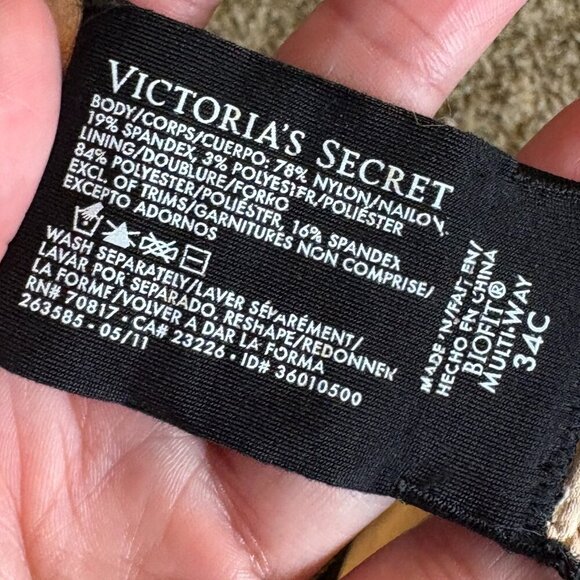 VICTORIA'S SECRET
BODY/CORPS/CUERPO: 78% NYLON/NAILON,
19% SPANDEX, 3% POLYESTER/POLIÉSTER
LINING/DOUBLURE/FORRO
84% POLYESTER/POLIÉSTR, 16% SPANDEX
EXCL. OF TRIMS/GARNITURES NON COMPRISE/
EXCEPTO ADORNOS
WASH SEPARATELY/LAVER SÉPARÉMENT/
LAVAR POR SEPARADO. RESHAPE/REDONNER
LA FORME/VOLVER A DAR LA FORMA
RN# 70817 - CA# 23226 - ID# 36010500
263585 - 05/11
MADE IN/FAIT EN/
HECHO EN CHINA
BIOFIT®
MULTI-WAY
34C